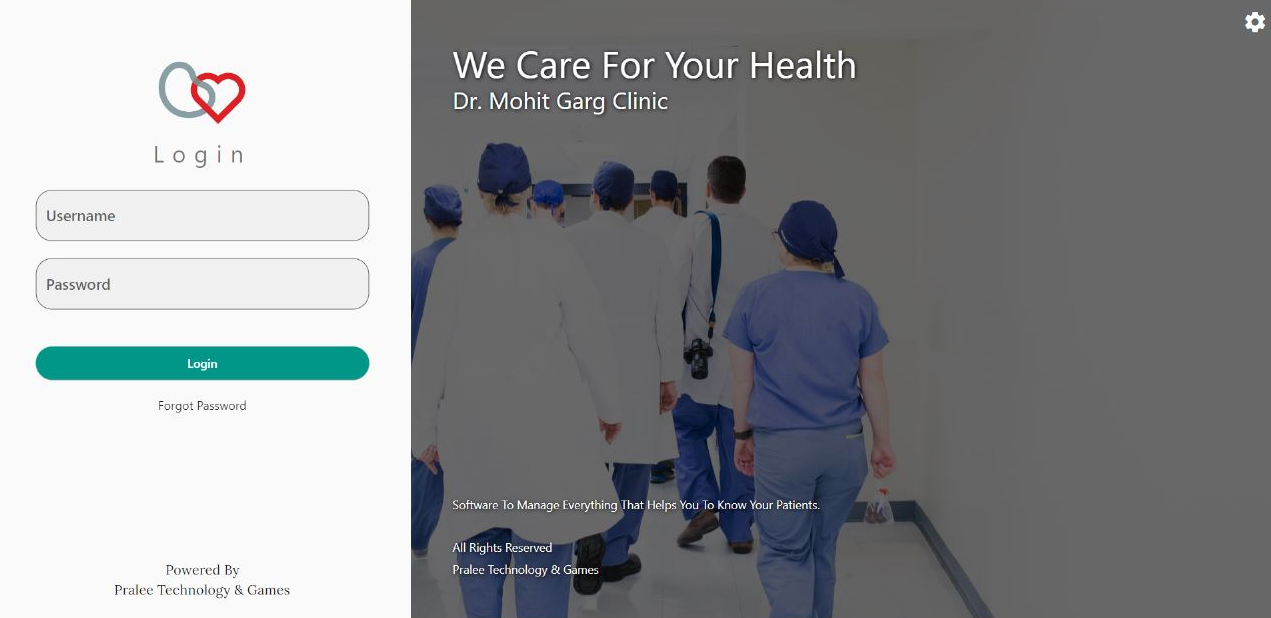 Login
Username
Password
Login
Forgot Password
Powered By
Pralee Technology & Games
We Care For Your Health
Dr. Mohit Garg Clinic
Software To Manage Everything That Helps You To Know Your Patients.
All Rights Reserved
Pralee Technology & Games